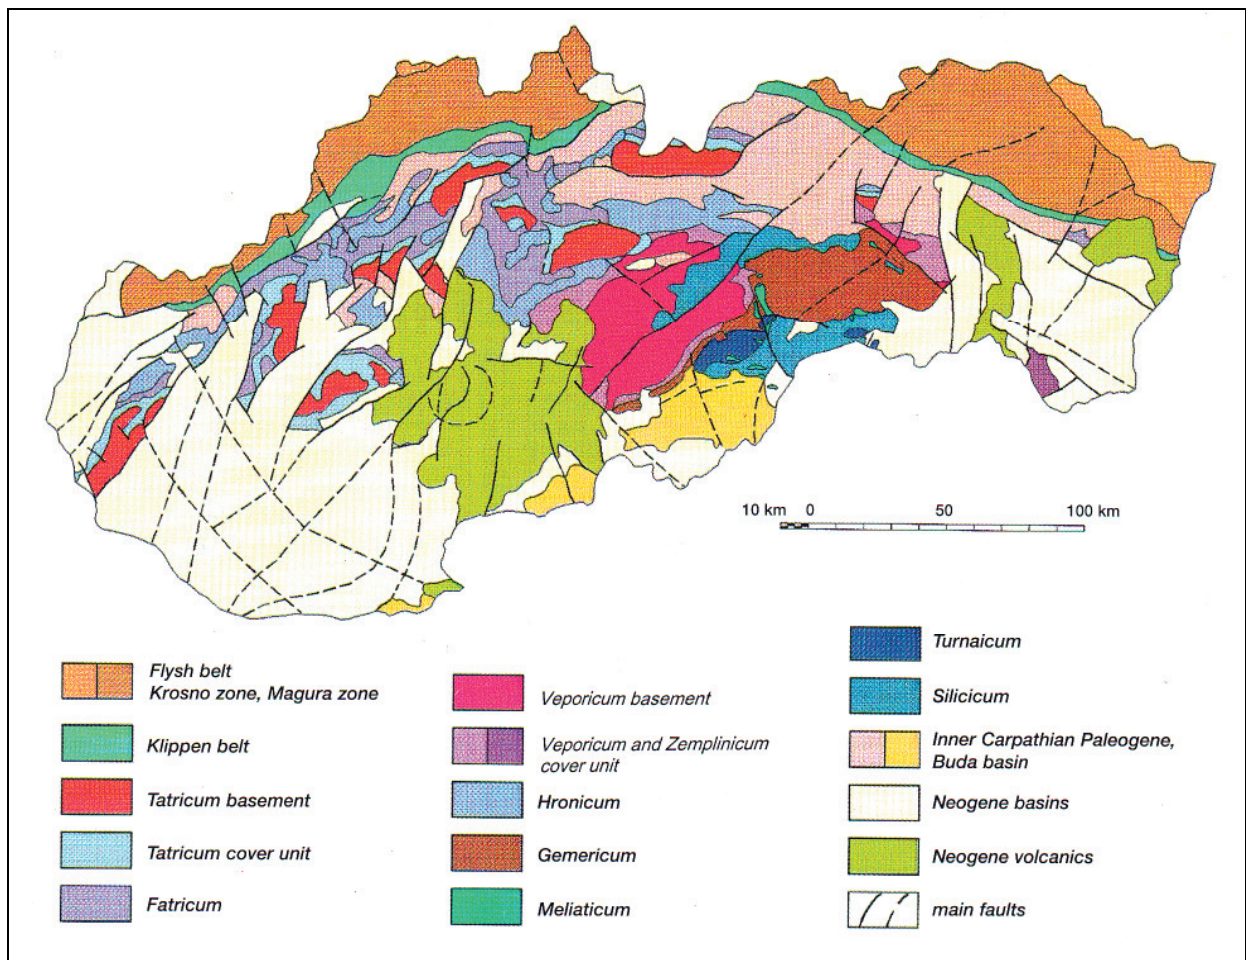 10 km 0 50 100 km
Flysh belt
Krosno zone, Magura zone
Klippen belt
Tatricum basement
Tatricum cover unit
Fatricum
Veporicum basement
Veporicum and Zemplinicum
cover unit
Hronicum
Gemericum
Meliaticum
Turnaicum
Silicicum
Inner Carpathian Paleogene,
Buda basin
Neogene basins
Neogene volcanics
main faults